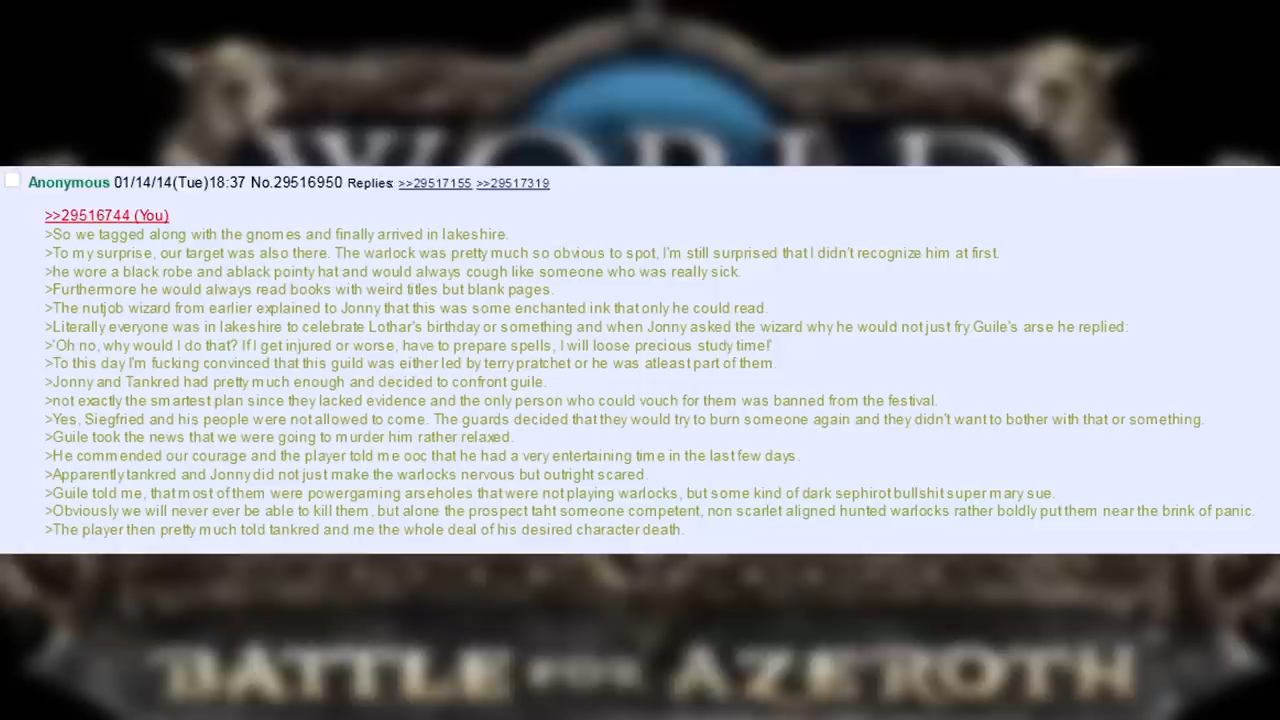 WORLD
Anonymous 01/14/14(Tue)18:37 No.29516950 Replies: >>29517155 >>29517319
>>29516744 (You)
>So we tagged along with the gnomes and finally arrived in lakeshire.
>To my surprise, our target was also there. The warlock was pretty much so obvious to spot, I'm still surprised that I didn't recognize him at first.
>he wore a black robe and ablack pointy hat and would always cough like someone who was really sick.
>Furthermore he would always read books with weird titles but blank pages.
>The nutjob wizard from earlier explained to Jonny that this was some enchanted ink that only he could read.
>Literally everyone was in lakeshire to celebrate Lothar's birthday or something and when Jonny asked the wizard why he would not just fry Guile's arse he replied:
>'Oh no, why would I do that? If I get injured or worse, have to prepare spells, I will loose precious study time!'
>To this day I'm fucking convinced that this guild was either led by terry pratchet or he was atleast part of them.
>Jonny and Tankred had pretty much enough and decided to confront guile.
>not exactly the smartest plan since they lacked evidence and the only person who could vouch for them was banned from the festival.
>Yes, Siegfried and his people were not allowed to come. The guards decided that they would try to burn someone again and they didn't want to bother with that or something.
>Guile took the news that we were going to murder him rather relaxed.
>He commended our courage and the player told me ooc that he had a very entertaining time in the last few days.
>Apparently tankred and Jonny did not just make the warlocks nervous but outright scared.
>Guile told me, that most of them were powergaming arseholes that were not playing warlocks, but some kind of dark sephirot bullshit super mary sue.
>Obviously we will never ever be able to kill them, but alone the prospect taht someone competent, non scarlet aligned hunted warlocks rather boldly put them near the brink of panic.
>The player then pretty much told tankred and me the whole deal of his desired character death.
BATTLE FOR AZEROTH